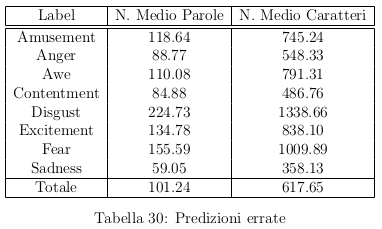 Label N. Medio Parole N. Medio Caratteri
Amusement 118.64 745.24
Anger 88.77 548.33
Awe 110.08 791.31
Contentment 84.88 486.76
Disgust 224.73 1338.66
Excitement 134.78 838.10
Fear 155.59 1009.89
Sadness 59.05 358.13
Totale 101.24 617.65
Tabella 30: Predizioni errate